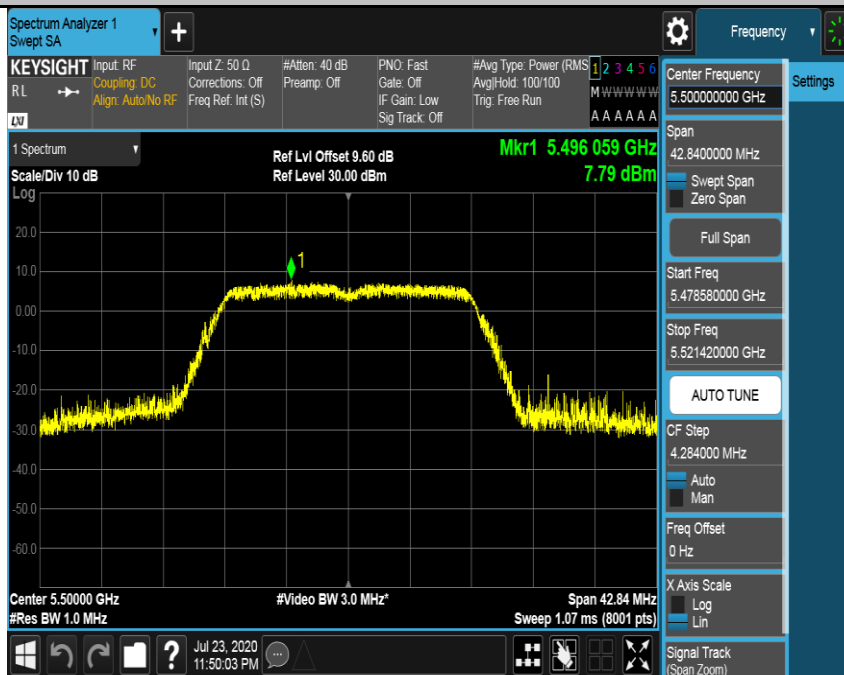 Spectrum Analyzer 1
Swept SA
+
Frequency
KEYSIGHT
RL
LXI
Input: RF
Coupling: DC
Align: Auto/No RF
Input Z: 50 Ω
Corrections: Off
Freq Ref: Int (S)
#Atten: 40 dB
Preamp: Off
PNO: Fast
Gate: Off
IF Gain: Low
Sig Track: Off
#Avg Type: Power (RMS
Avg|Hold: 100/100
Trig: Free Run
1 2 3 4 5 6
M W W W W W
A A A A A A
1 Spectrum
Scale/Div 10 dB
Log
Ref Lvl Offset 9.60 dB
Ref Level 30.00 dBm
Mkr1 5.496 059 GHz
7.79 dBm
20.0
10.0
0.00
-10.0
-20.0
-30.0
-40.0
-50.0
-60.0
1
Center 5.50000 GHz
#Res BW 1.0 MHz
#Video BW 3.0 MHz*
Span 42.84 MHz
Sweep 1.07 ms (8001 pts)
Center Frequency
5.500000000 GHz
Settings
Span
42.8400000 MHz
Swept Span
Zero Span
Full Span
Start Freq
5.478580000 GHz
Stop Freq
5.521420000 GHz
AUTO TUNE
CF Step
4.284000 MHz
Auto
Man
Freq Offset
0 Hz
X Axis Scale
Log
Lin
Signal Track
(Span Zoom)
?
Jul 23, 2020
11:50:03 PM